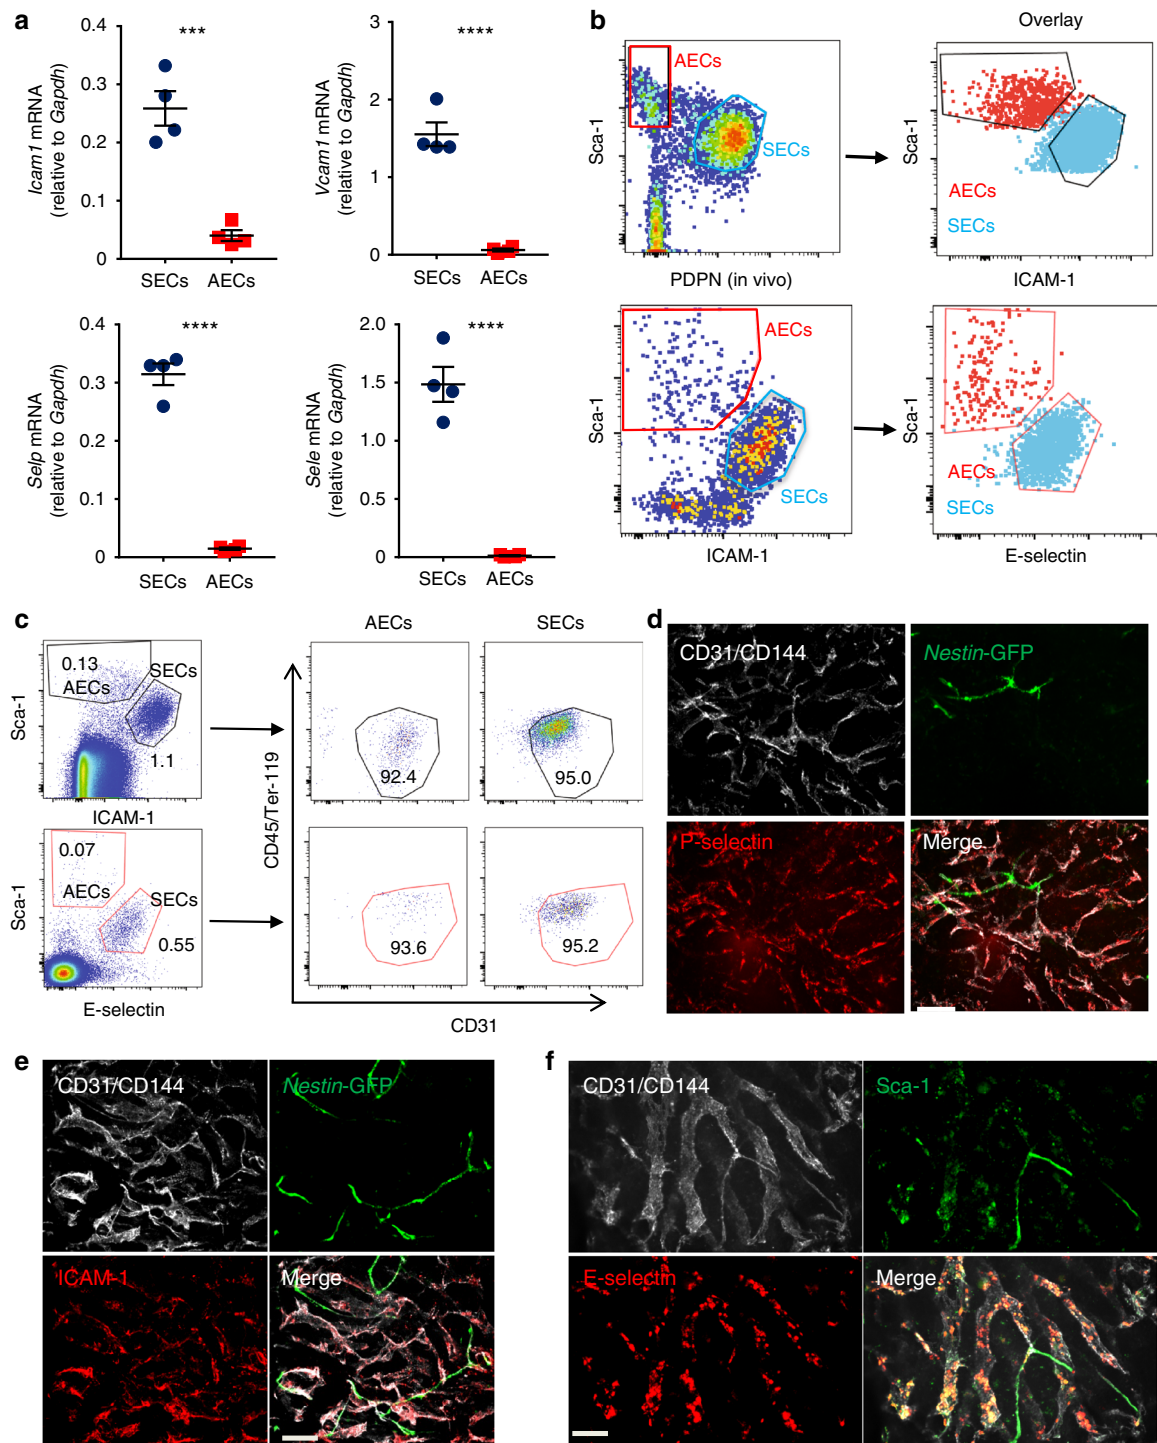 a
0.4
0.3
0.2
0.1
0
***
Icam1 mRNA
(relative to Gapdh)
SECs
AECs
3
2
1
0
****
Vcam1 mRNA
(relative to Gapdh)
SECs
AECs
0.4
0.3
0.2
0.1
0
****
Selp mRNA
(relative to Gapdh)
SECs
AECs
2.0
1.5
1.0
0.5
0
****
Sele mRNA
(relative to Gapdh)
SECs
AECs
b
Overlay
AECs
SECs
Sca-1
PDPN (in vivo)
Sca-1
AECs
SECs
ICAM-1
AECs
SECs
Sca-1
ICAM-1
Sca-1
AECs
SECs
E-selectin
c
AECs
SECs
0.13
AECs
SECs
1.1
Sca-1
ICAM-1
92.4
95.0
CD45/Ter-119
0.07
AECs
SECs
0.55
Sca-1
E-selectin
93.6
95.2
CD31
d
CD31/CD144
Nestin-GFP
P-selectin
Merge
e
CD31/CD144
Nestin-GFP
ICAM-1
Merge
f
CD31/CD144
Sca-1
E-selectin
Merge